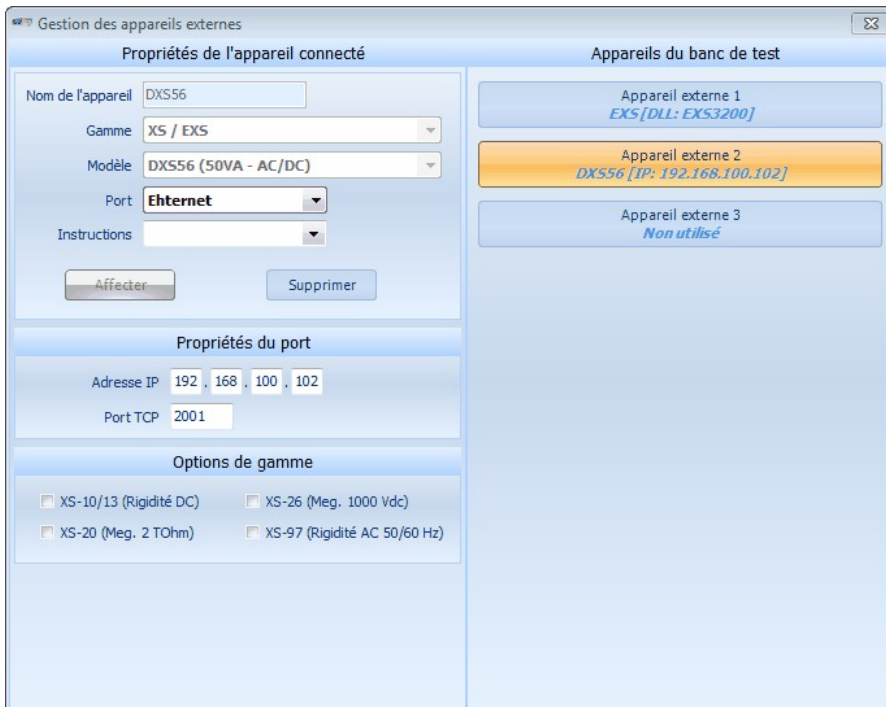 Gestion des appareils externes
Propriétés de l'appareil connecté
Nom de l'appareil DXS56
Gamme XS / EXS
Modèle DXS56 (50VA - AC/DC)
Port Ehternet
Instructions
Affecter Supprimer
Propriétés du port
Adresse IP 192 . 168 . 100 . 102
Port TCP 2001
Options de gamme
XS-10/13 (Rigidité DC) XS-26 (Meg. 1000 Vdc)
XS-20 (Meg. 2 TOhm) XS-97 (Rigidité AC 50/60 Hz)
Appareils du banc de test
Appareil externe 1
EXS [DLL: EXS3200]
Appareil externe 2
DXS56 [IP: 192.168.100.102]
Appareil externe 3
Non utilisé